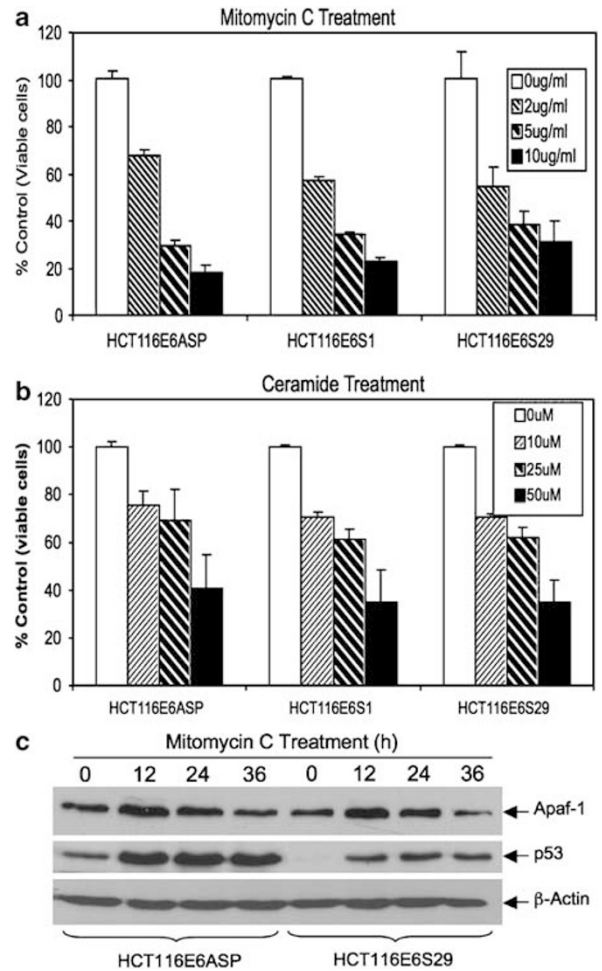 a
Mitomycin C Treatment
120
100
80
60
40
20
0
% Control (Viable cells)
0ug/ml
2ug/ml
5ug/ml
10ug/ml
HCT116E6ASP
HCT116E6S1
HCT116E6S29
b
Ceramide Treatment
120
100
80
60
40
20
0
% Control (viable cells)
0uM
10uM
25uM
50uM
HCT116E6ASP
HCT116E6S1
HCT116E6S29
c
Mitomycin C Treatment (h)
0 12 24 36 0 12 24 36
Apaf-1
p53
β-Actin
HCT116E6ASP
HCT116E6S29